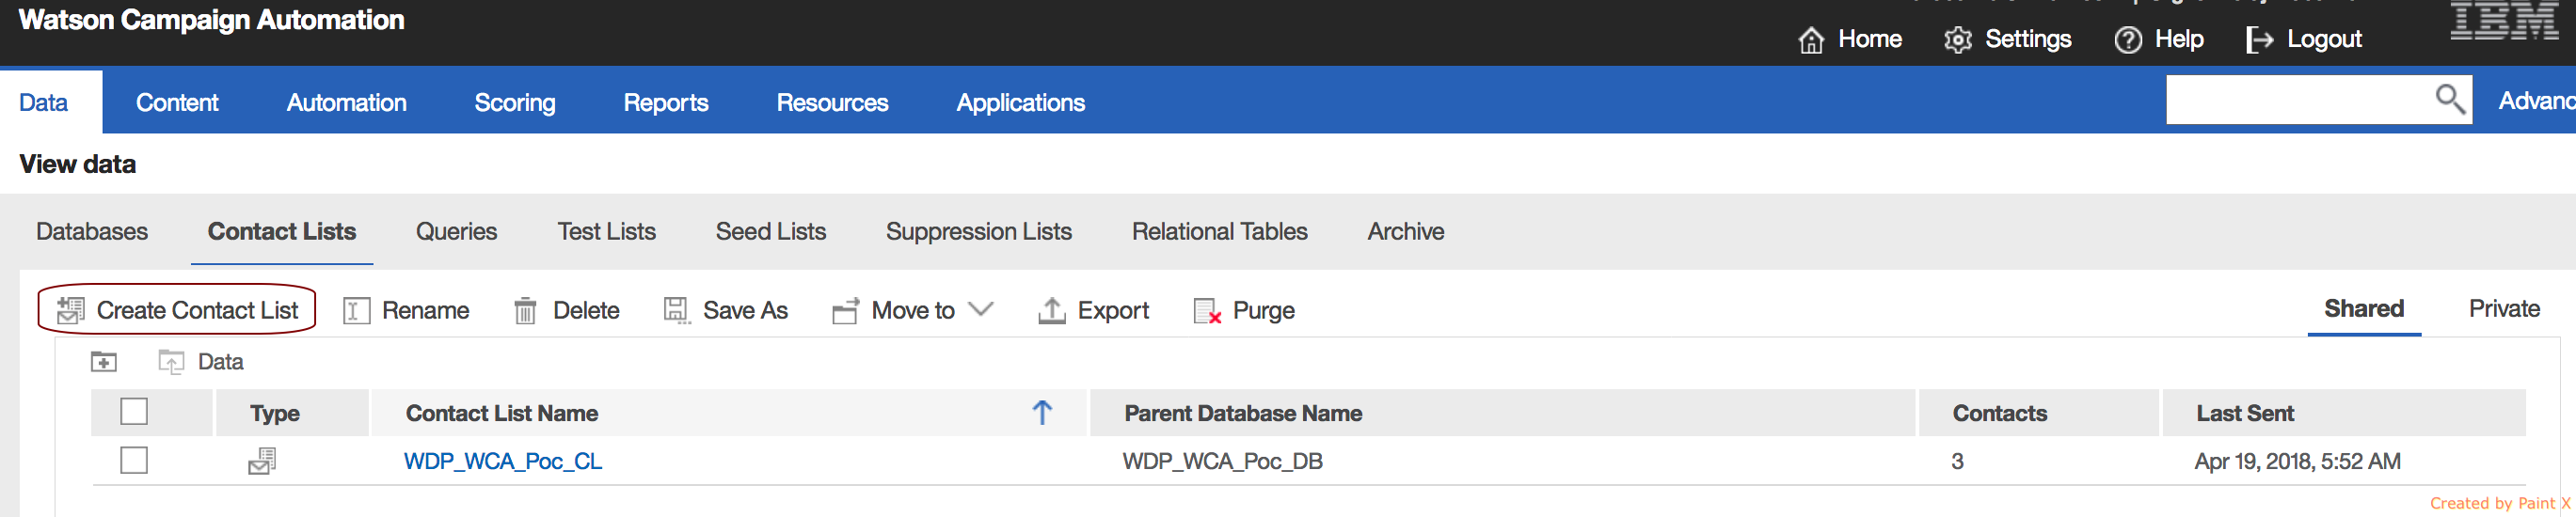 Watson Campaign Automation
IBM
Home Settings Help Logout
Data Content Automation Scoring Reports Resources Applications
Advanc
View data
Databases Contact Lists Queries Test Lists Seed Lists Suppression Lists Relational Tables Archive
Create Contact List Rename Delete Save As Move to Export Purge Shared Private
Data
Type Contact List Name Parent Database Name Contacts Last Sent
WDP_WCA_Poc_CL WDP_WCA_Poc_DB 3 Apr 19, 2018, 5:52 AM
Created by Paint X